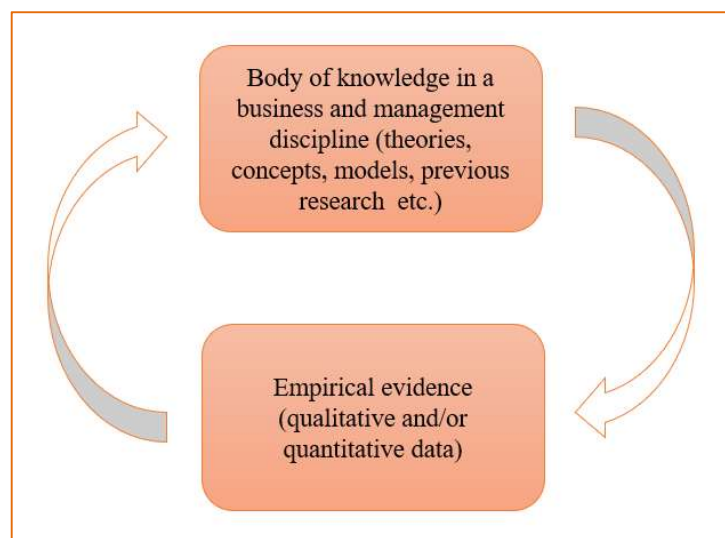 Body of knowledge in a
business and management
discipline (theories,
concepts, models, previous
research etc.)
Empirical evidence
(qualitative and/or
quantitative data)